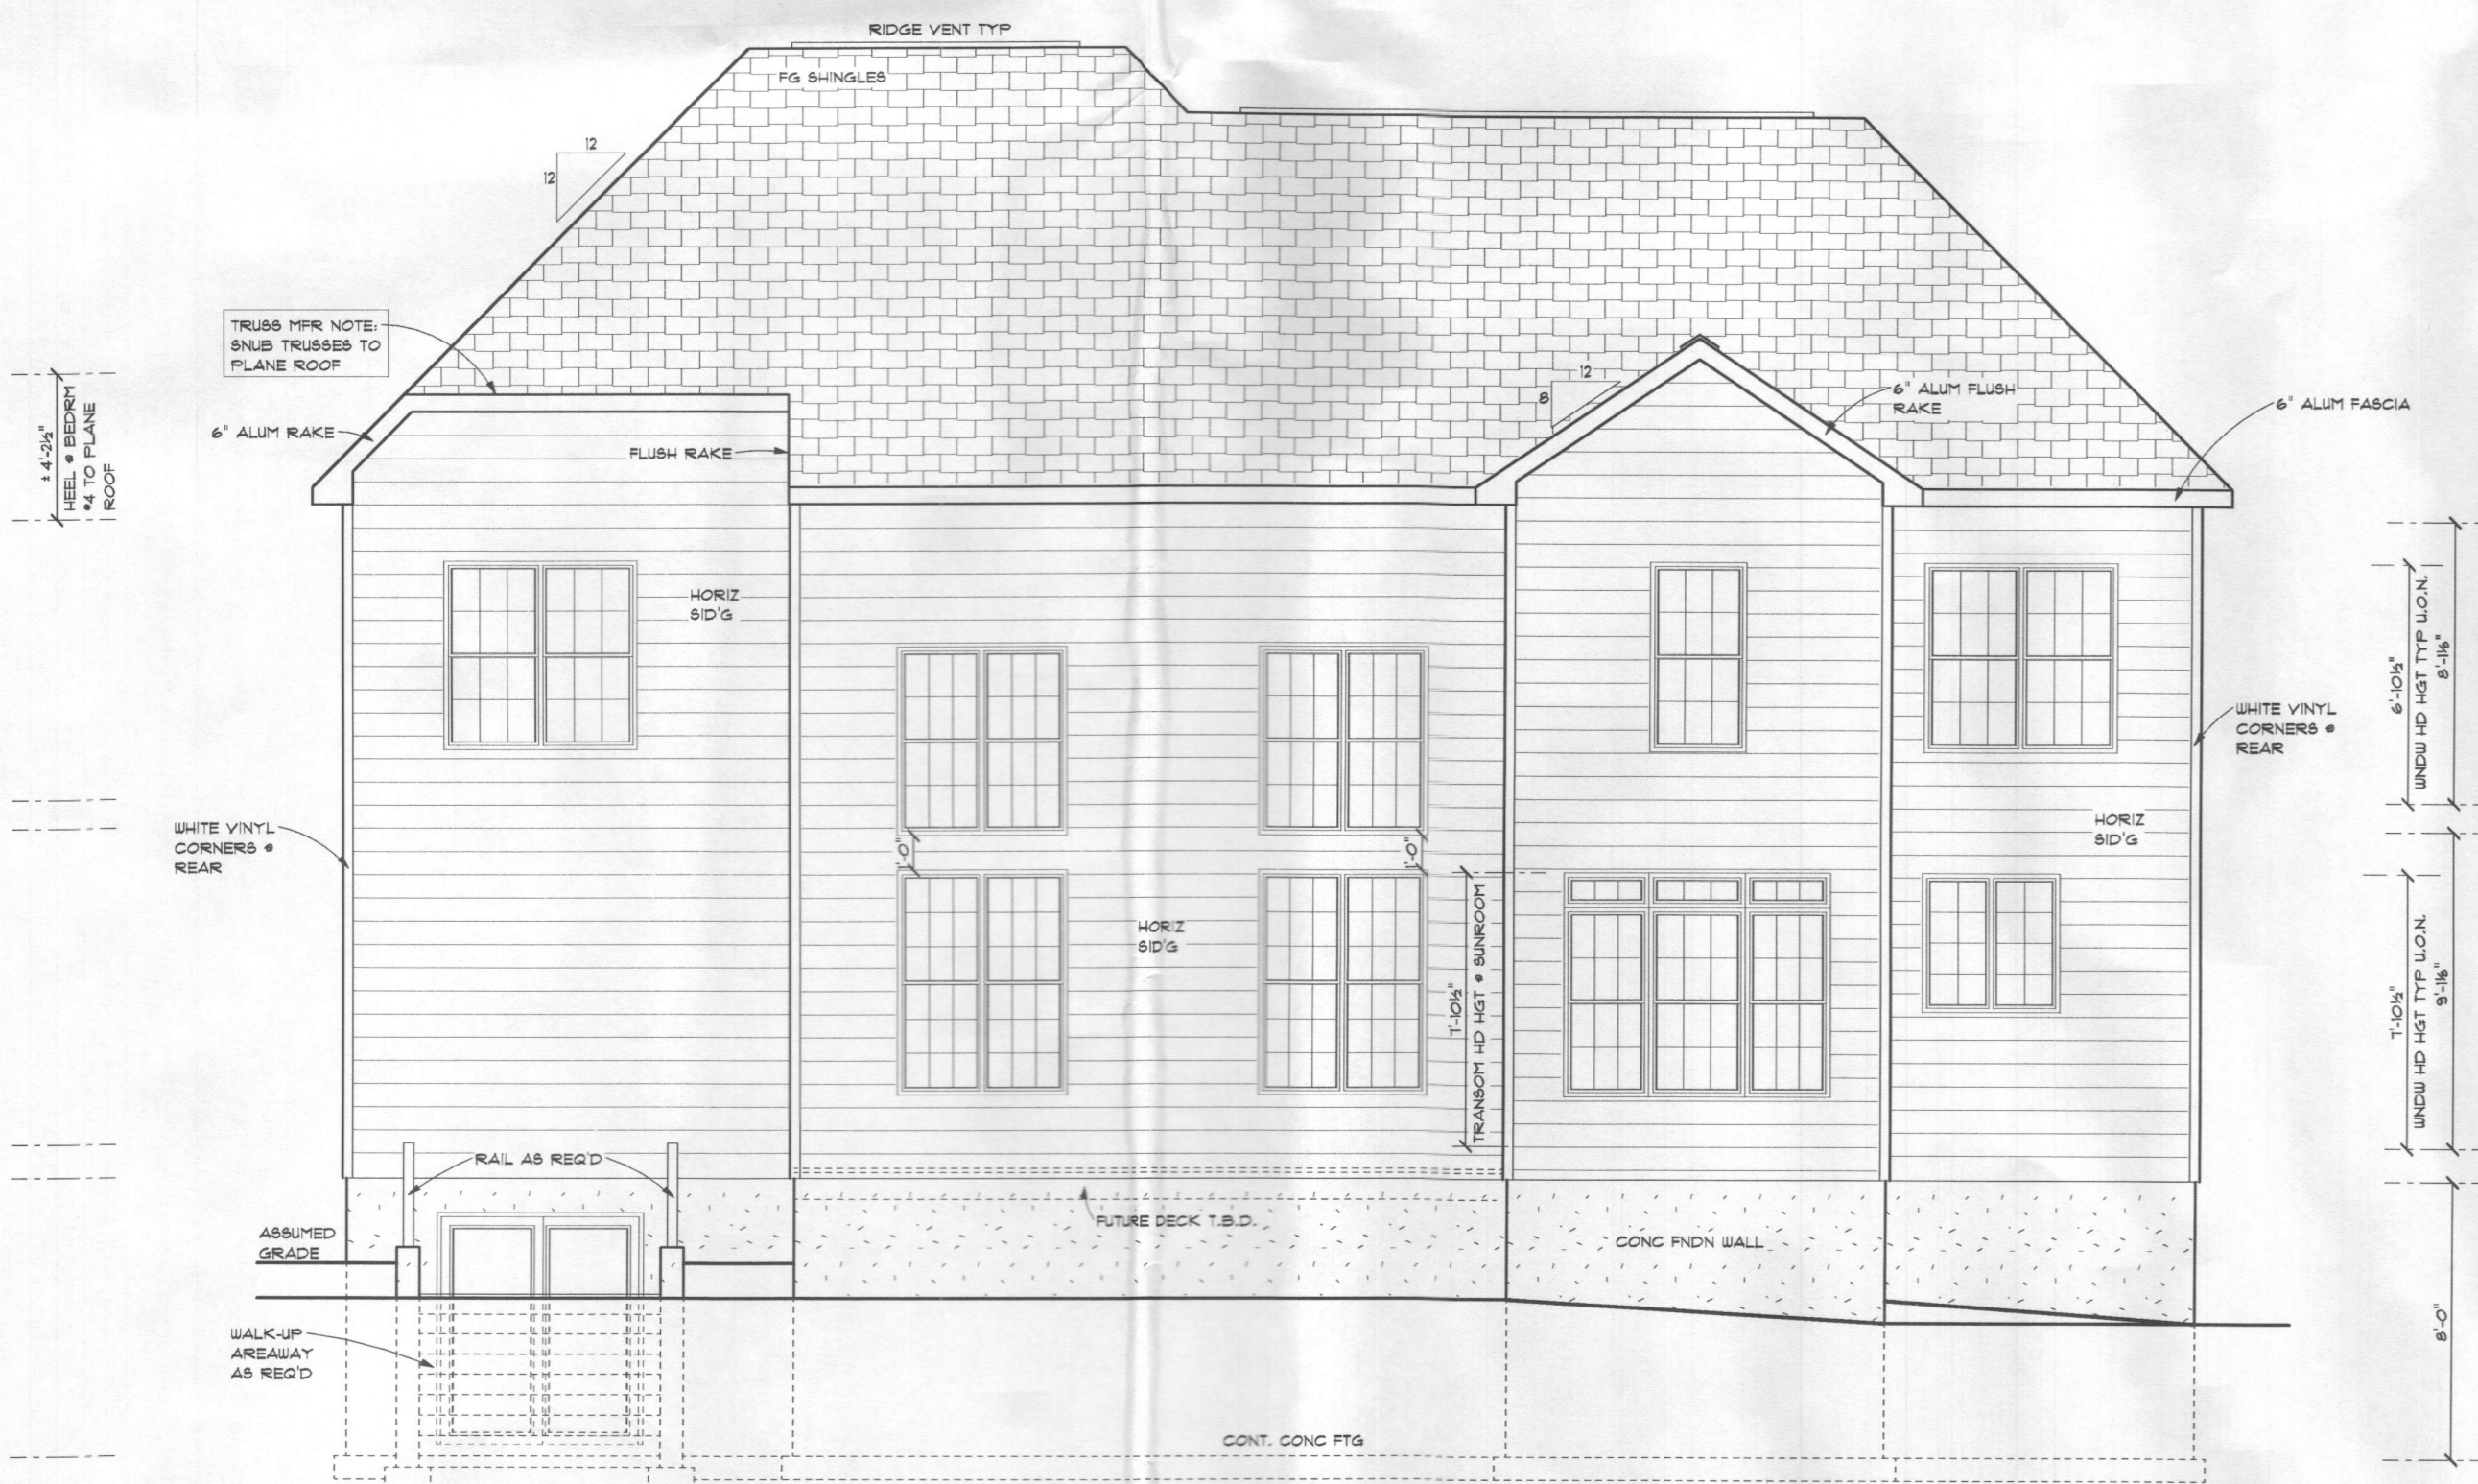 RIDGE VENT TYP
FG SHINGLES
12
12
TRUSS MFR NOTE:
SNUB TRUSSES TO
PLANE ROOF
± 4'-2½"
HEEL @ BEDRM
#4 TO PLANE
ROOF
6" ALUM RAKE
FLUSH RAKE
12
8
6" ALUM FLUSH
RAKE
6" ALUM FASCIA
HORIZ
SID'G
6'-10½"
WNDW HD HGT TYP U.O.N.
8'-1⅛"
WHITE VINYL
CORNERS @
REAR
WHITE VINYL
CORNERS @
REAR
1'-0"
1'-0"
HORIZ
SID'G
HORIZ
SID'G
7'-10½"
TRANSOM HD HGT @ SUNROOM
7'-10½"
WNDW HD HGT TYP U.O.N.
9'-1⅛"
RAIL AS REQ'D
ASSUMED
GRADE
FUTURE DECK T.B.D.
CONC FNDN WALL
WALK-UP
AREAWAY
AS REQ'D
8'-0"
CONT. CONC FTG